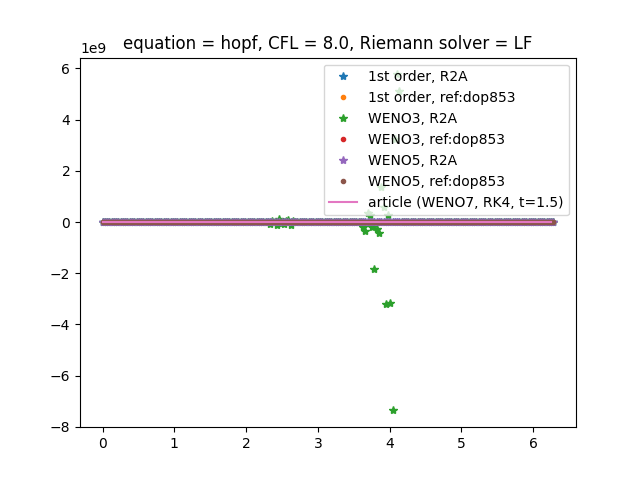 equation = hopf, CFL = 8.0, Riemann solver = LF
1e9
6
4
2
0
−2
−4
−6
−8
1st order, R2A
1st order, ref:dop853
WENO3, R2A
WENO3, ref:dop853
WENO5, R2A
WENO5, ref:dop853
article (WENO7, RK4, t=1.5)
0 1 2 3 4 5 6